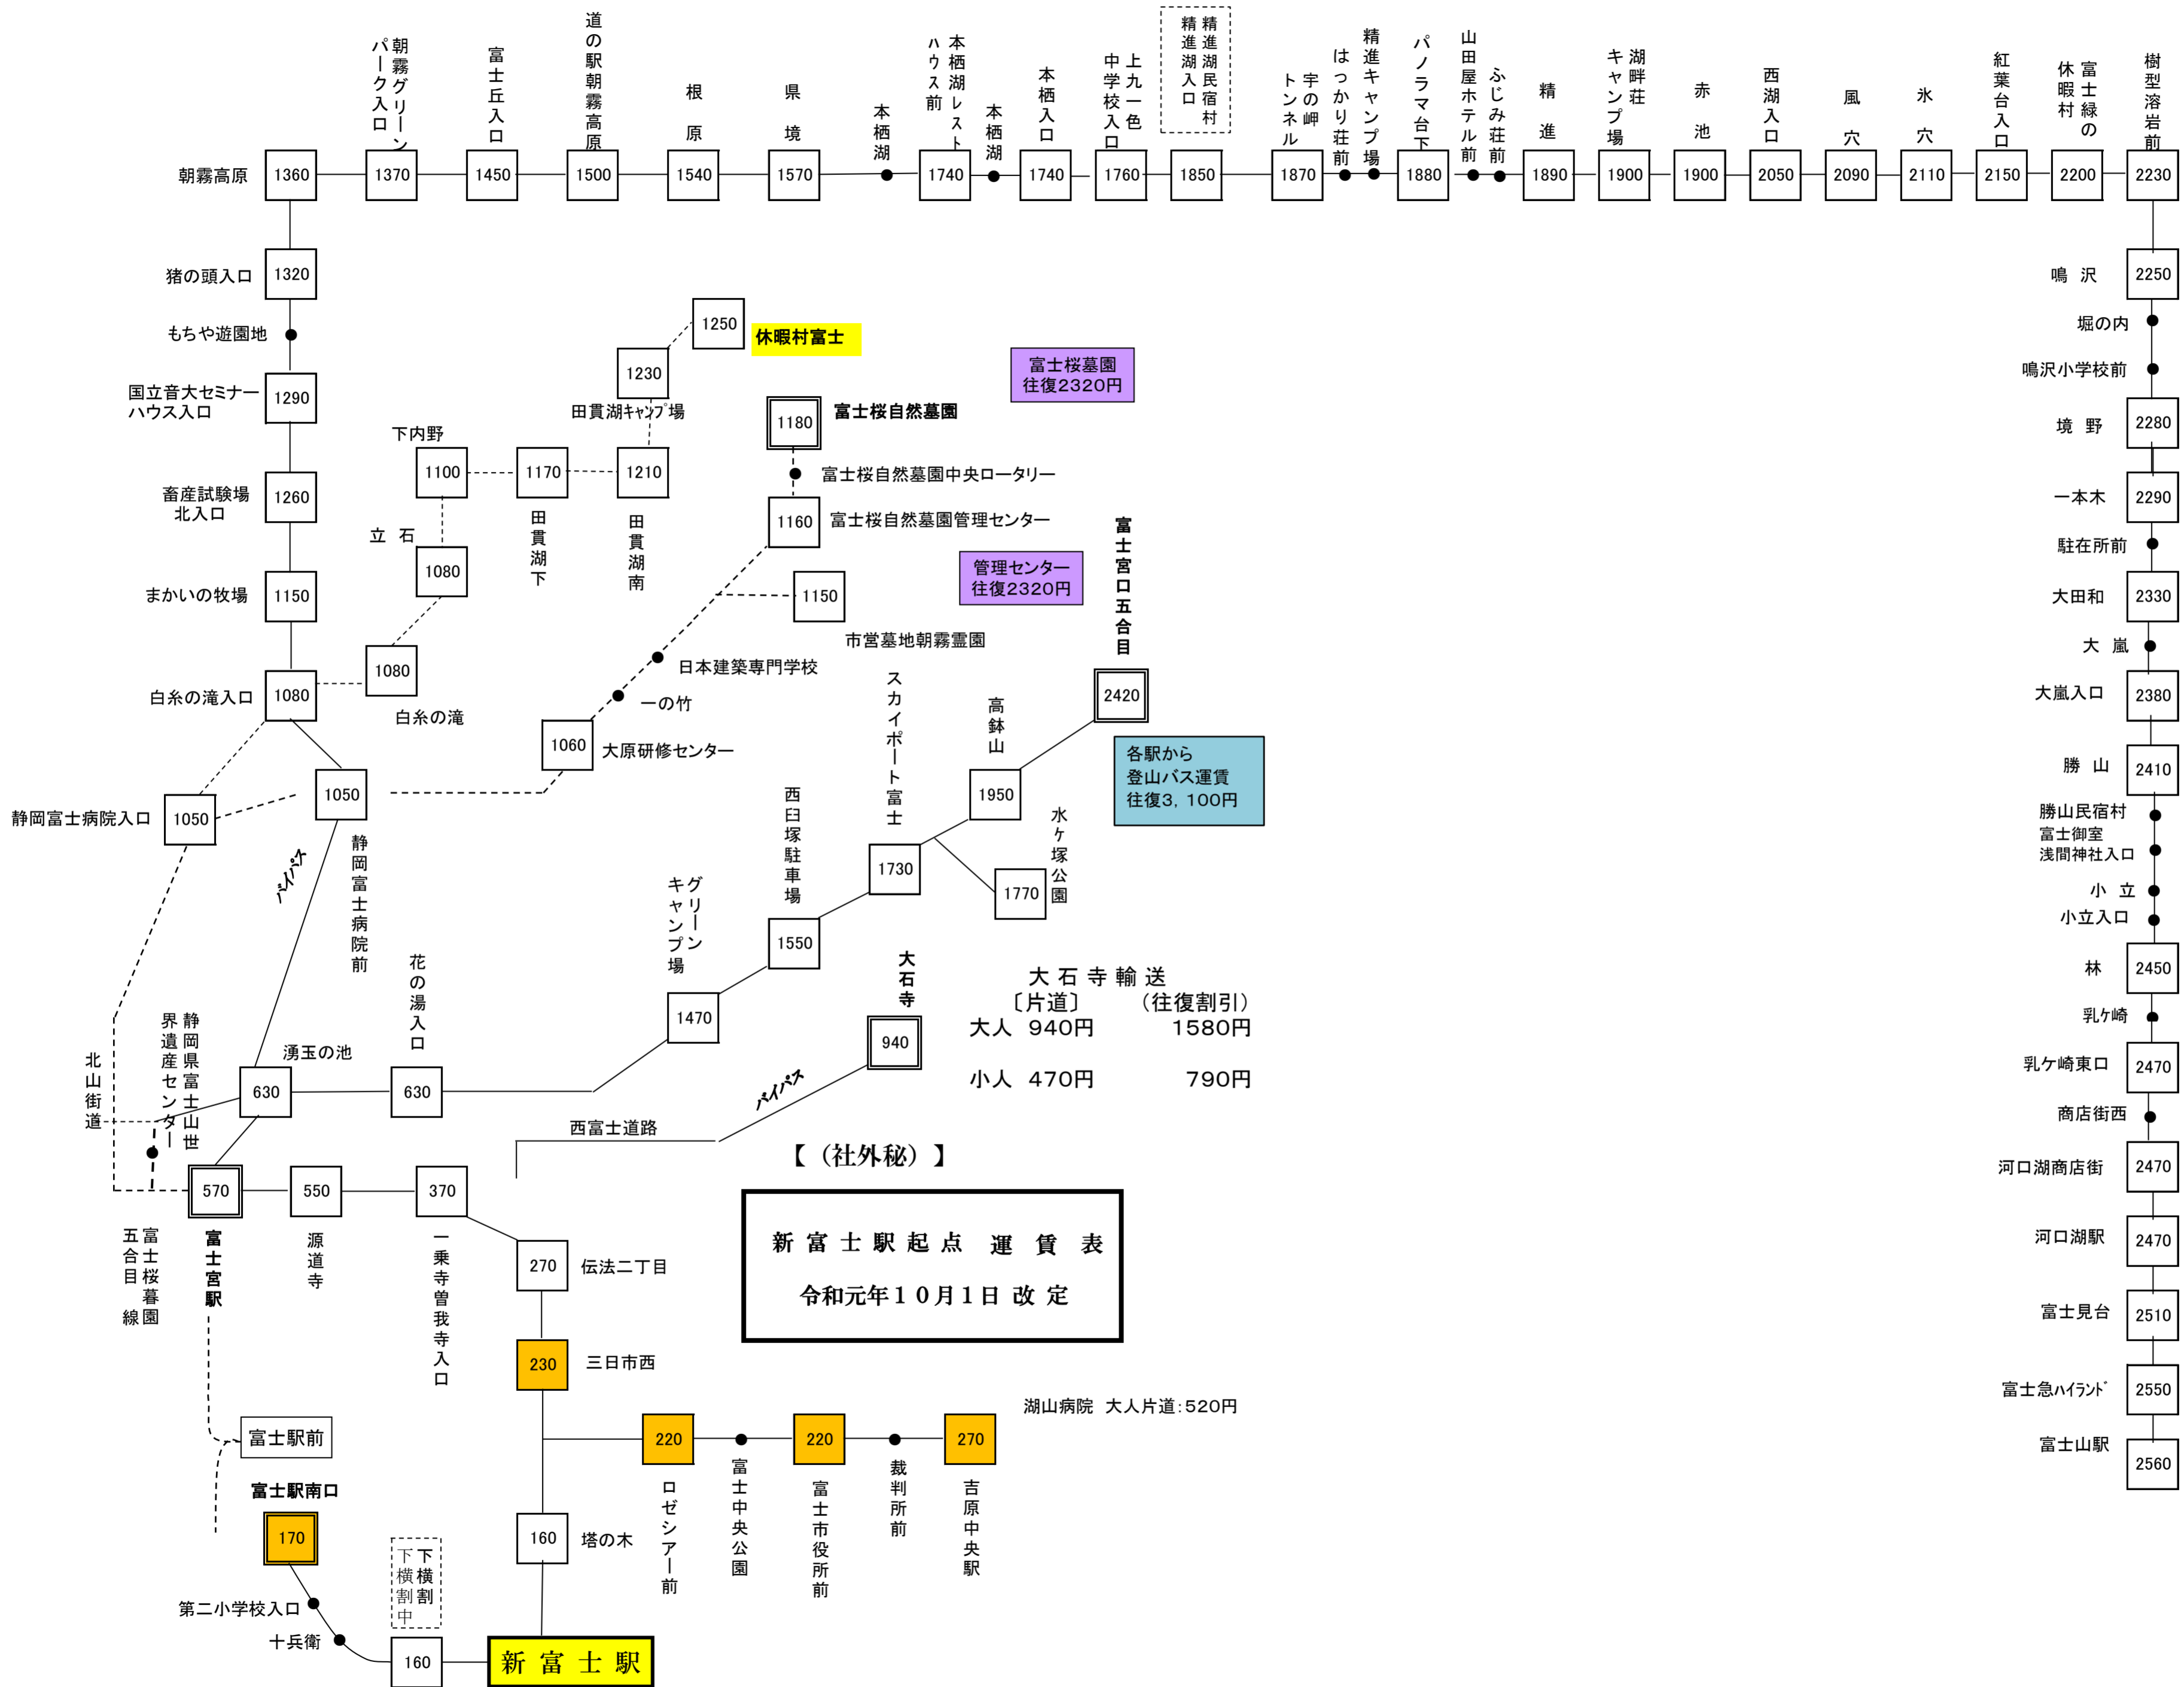 朝霧高原
1360
朝霧グリーン
パーク入口
1370
富士丘入口
1450
道の駅朝霧高原
1500
根原
1540
県境
1570
本栖湖
本栖湖レスト
ハウス前
1740
本栖湖
本栖入口
1740
上九一色
中学校入口
1760
精進湖民宿村
精進湖入口
1850
宇の岬
トンネル
1870
はっかり荘前
精進キャンプ場
パノラマ台下
1880
山田屋ホテル前
ふじみ荘前
精進
1890
湖畔荘
キャンプ場
1900
赤池
1900
西湖入口
2050
風穴
2090
氷穴
2110
紅葉台入口
2150
富士緑の
休暇村
2200
樹型溶岩前
2230
猪の頭入口
1320
もちや遊園地
国立音大セミナー
ハウス入口
1290
畜産試験場
北入口
1260
まかいの牧場
1150
白糸の滝入口
1080
1250
休暇村富士
1230
田貫湖キャンプ場
下内野
1100
1170
田貫湖下
1210
田貫湖南
立石
1080
1080
白糸の滝
富士桜墓園
往復2320円
1180
富士桜自然墓園
富士桜自然墓園中央ロータリー
1160
富士桜自然墓園管理センター
管理センター
往復2320円
1150
市営墓地朝霧霊園
日本建築専門学校
一の竹
1060
大原研修センター
静岡富士病院入口
1050
1050
静岡富士病院前
バイパス
富士宮口五合目
2420
各駅から
登山バス運賃
往復3,100円
高鉢山
1950
水ヶ塚公園
1770
スカイポート富士
1730
西臼塚駐車場
1550
グリーン
キャンプ場
1470
花の湯入口
630
湧玉の池
630
静岡県富士山世
界遺産センター
北山街道
大石寺
940
バイパス
西富士道路
大石寺輸送
〔片道〕 (往復割引)
大人 940円 1580円
小人 470円 790円
570
富士宮駅
富士桜暮園
五合目 線
550
源道寺
370
一乗寺曽我寺入口
270
伝法二丁目
230
三日市西
【（社外秘）】
新富士駅起点 運賃表
令和元年10月1日 改定
湖山病院 大人片道:520円
220
ロゼシアー前
富士中央公園
220
富士市役所前
裁判所前
270
吉原中央駅
160
塔の木
富士駅前
富士駅南口
170
第二小学校入口
十兵衛
下横割
下横割中
160
新富士駅
鳴沢
2250
堀の内
鳴沢小学校前
境野
2280
一本木
2290
駐在所前
大田和
2330
大嵐
大嵐入口
2380
勝山
2410
勝山民宿村
富士御室
浅間神社入口
小立
小立入口
林
2450
乳ケ崎
乳ケ崎東口
2470
商店街西
河口湖商店街
2470
河口湖駅
2470
富士見台
2510
富士急ハイランド
2550
富士山駅
2560